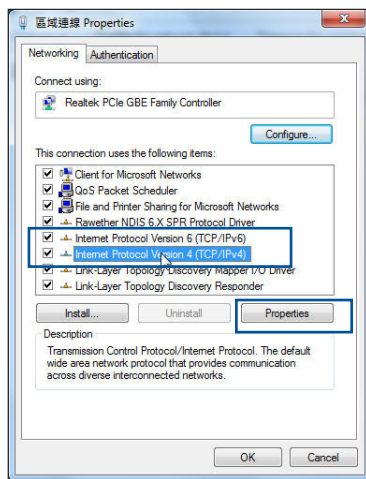 區域連線 Properties
Networking
Authentication
Connect using:
Realtek PCIe GBE Family Controller
Configure...
This connection uses the following items:
Client for Microsoft Networks
QoS Packet Scheduler
File and Printer Sharing for Microsoft Networks
Rawether NDIS 6.X SPR Protocol Driver
Internet Protocol Version 6 (TCP/IPv6)
Internet Protocol Version 4 (TCP/IPv4)
Link-Layer Topology Discovery Mapper I/O Driver
Link-Layer Topology Discovery Responder
Install...
Uninstall
Properties
Description
Transmission Control Protocol/Internet Protocol. The default
wide area network protocol that provides communication
across diverse interconnected networks.
OK
Cancel